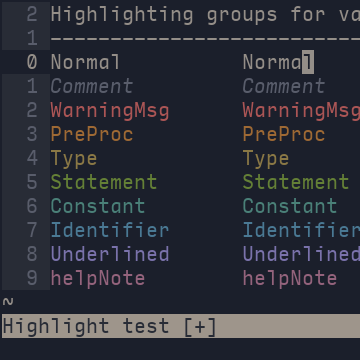 2 Highlighting groups for va
1 --------------------------
0 Normal Normal
1 Comment Comment
2 WarningMsg WarningMsg
3 PreProc PreProc
4 Type Type
5 Statement Statement
6 Constant Constant
7 Identifier Identifier
8 Underlined Underlined
9 helpNote helpNote
~
Highlight test [+]